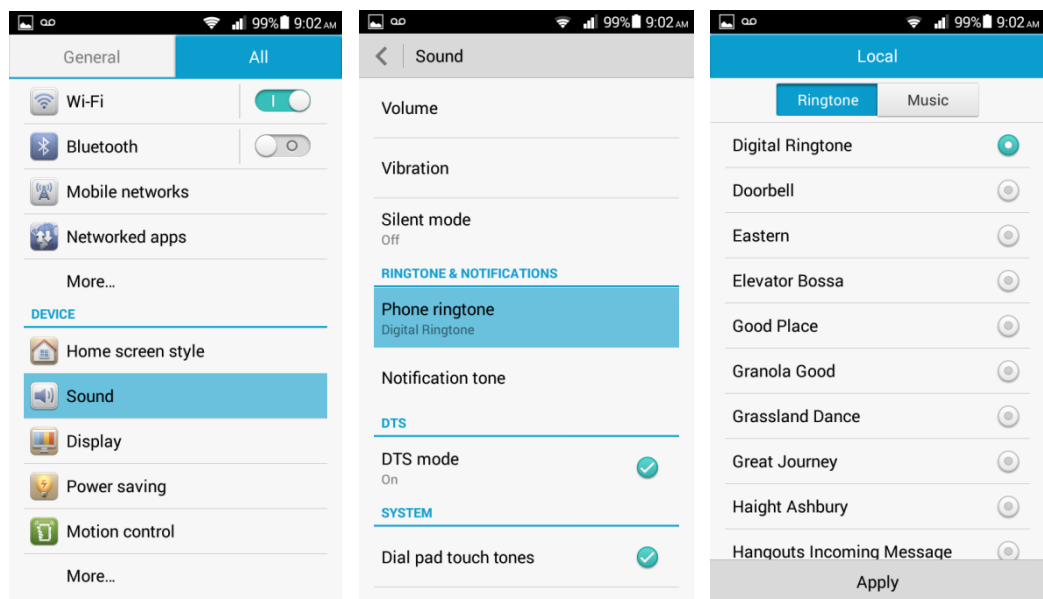 99% 9:02 AM
General
All
Wi-Fi
Bluetooth
Mobile networks
Networked apps
More...
DEVICE
Home screen style
Sound
Display
Power saving
Motion control
More...
99% 9:02 AM
Sound
Volume
Vibration
Silent mode
Off
RINGTONE & NOTIFICATIONS
Phone ringtone
Digital Ringtone
Notification tone
DTS
DTS mode
On
SYSTEM
Dial pad touch tones
99% 9:02 AM
Local
Ringtone
Music
Digital Ringtone
Doorbell
Eastern
Elevator Bossa
Good Place
Granola Good
Grassland Dance
Great Journey
Haight Ashbury
Hangouts Incoming Message
Apply